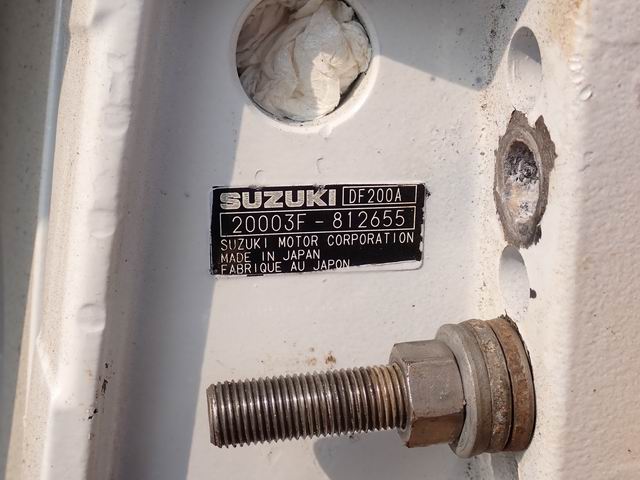 SUZUKI DF200A
20003F-812655
SUZUKI MOTOR CORPORATION
MADE IN JAPAN
FABRIQUE AU JAPON